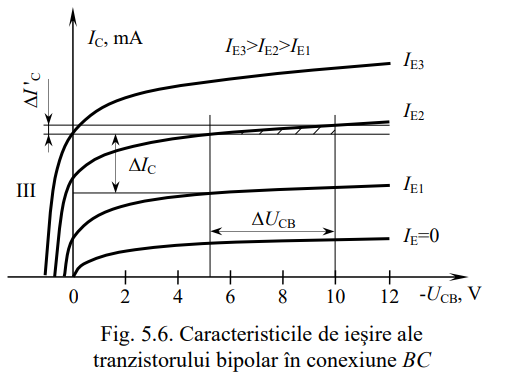 I_C, mA
I_E3>I_E2>I_E1
I_E3
ΔI'_C
I_E2
III
ΔI_C
I_E1
ΔU_CB
I_E=0
0 2 4 6 8 10 12 -U_CB, V
Fig. 5.6. Caracteristicile de ieşire ale
tranzistorului bipolar în conexiune BC